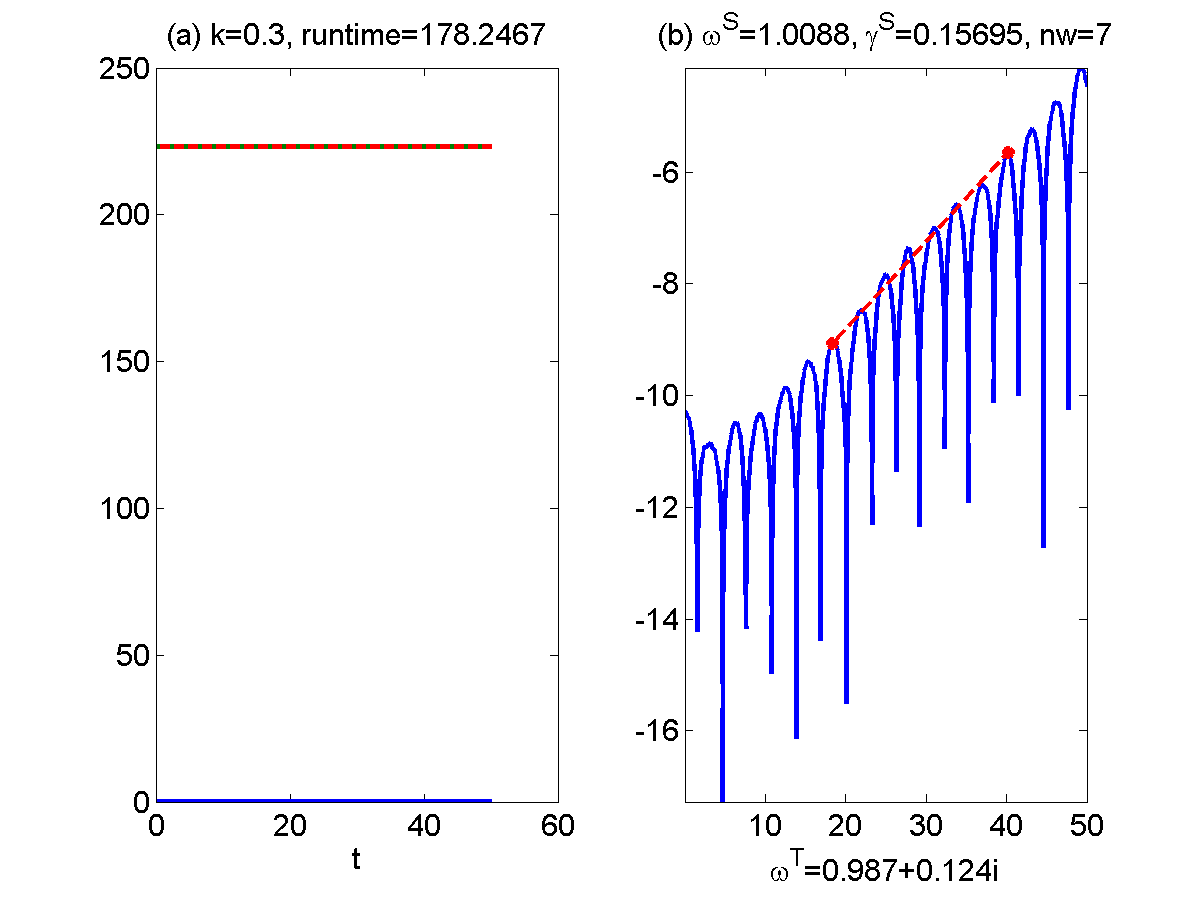 (a) k=0.3, runtime=178.2467
250
200
150
100
50
0
0 20 40 60
t
(b) ω^S=1.0088, γ^S=0.15695, nw=7
-6
-8
-10
-12
-14
-16
10 20 30 40 50
ω^T=0.987+0.124i